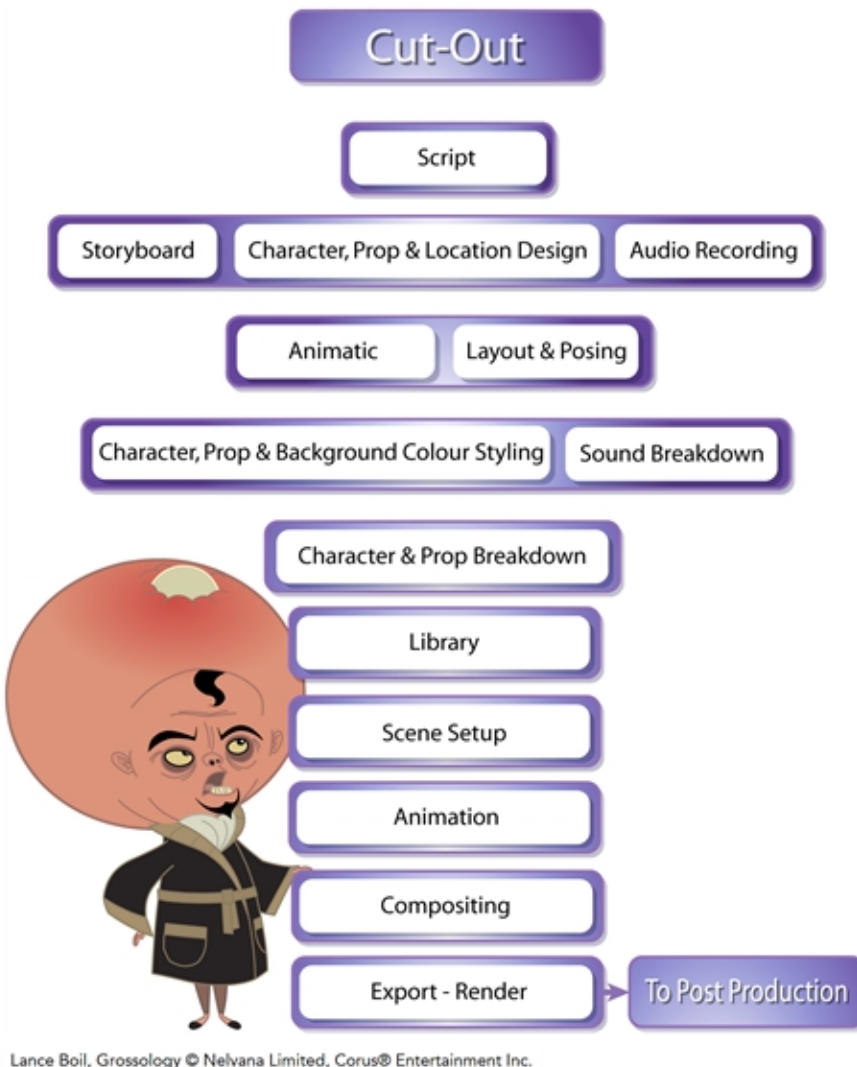 Cut-Out
Script
Storyboard
Character, Prop & Location Design
Audio Recording
Animatic
Layout & Posing
Character, Prop & Background Colour Styling
Sound Breakdown
Character & Prop Breakdown
Library
Scene Setup
Animation
Compositing
Export - Render
To Post Production
Lance Boil, Grossology © Nelvana Limited, Corus® Entertainment Inc.